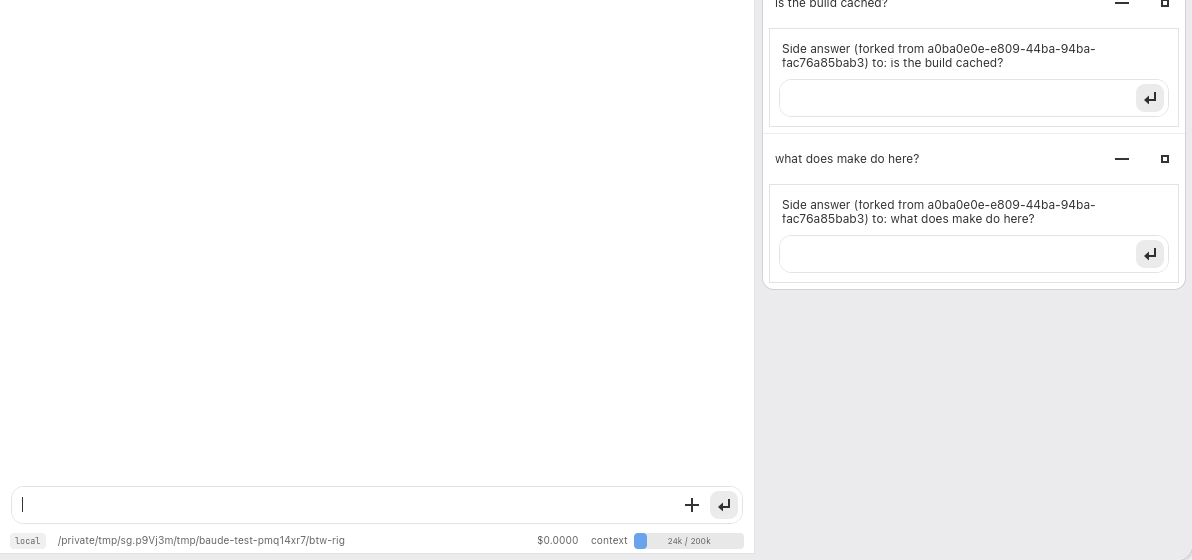 is the build cached?
Side answer (forked from a0ba0e0e-e809-44ba-94ba-
fac76a85bab3) to: is the build cached?
what does make do here?
Side answer (forked from a0ba0e0e-e809-44ba-94ba-
fac76a85bab3) to: what does make do here?
local /private/tmp/sg.p9Vj3m/tmp/baude-test-pmq14xr7/btw-rig $0.0000 context 24k / 200k